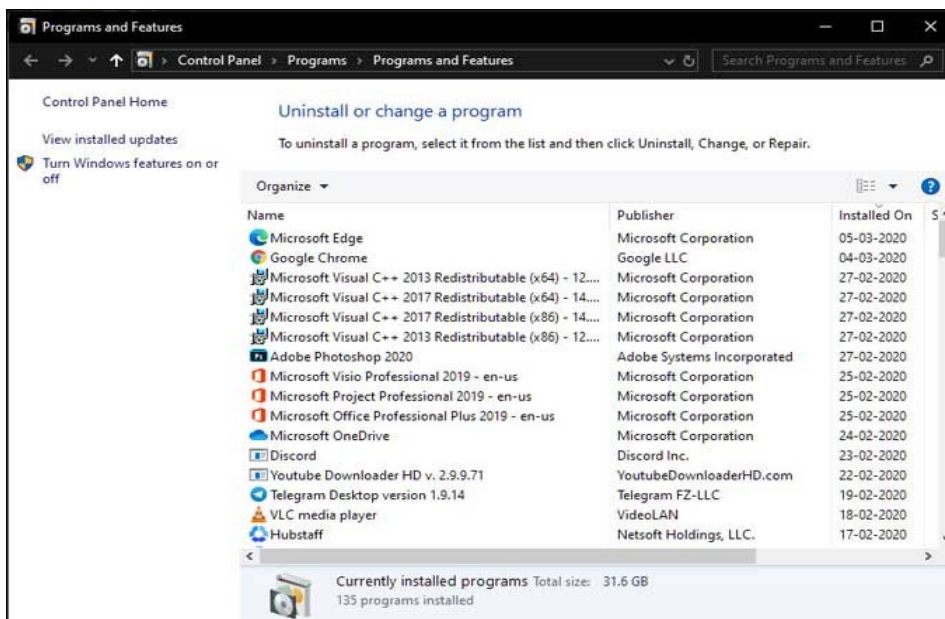 Programs and Features
Control Panel > Programs > Programs and Features
Search Programs and Features
Control Panel Home
View installed updates
Turn Windows features on or
off
Uninstall or change a program
To uninstall a program, select it from the list and then click Uninstall, Change, or Repair.
Organize
Name Publisher Installed On S
Microsoft Edge Microsoft Corporation 05-03-2020
Google Chrome Google LLC 04-03-2020
Microsoft Visual C++ 2013 Redistributable (x64) - 12.... Microsoft Corporation 27-02-2020
Microsoft Visual C++ 2017 Redistributable (x64) - 14.... Microsoft Corporation 27-02-2020
Microsoft Visual C++ 2017 Redistributable (x86) - 14.... Microsoft Corporation 27-02-2020
Microsoft Visual C++ 2013 Redistributable (x86) - 12.... Microsoft Corporation 27-02-2020
Adobe Photoshop 2020 Adobe Systems Incorporated 27-02-2020
Microsoft Visio Professional 2019 - en-us Microsoft Corporation 25-02-2020
Microsoft Project Professional 2019 - en-us Microsoft Corporation 25-02-2020
Microsoft Office Professional Plus 2019 - en-us Microsoft Corporation 25-02-2020
Microsoft OneDrive Microsoft Corporation 24-02-2020
Discord Discord Inc. 23-02-2020
Youtube Downloader HD v. 2.9.9.71 YoutubeDownloaderHD.com 22-02-2020
Telegram Desktop version 1.9.14 Telegram FZ-LLC 19-02-2020
VLC media player VideoLAN 18-02-2020
Hubstaff Netsoft Holdings, LLC. 17-02-2020
Currently installed programs Total size: 31.6 GB
135 programs installed